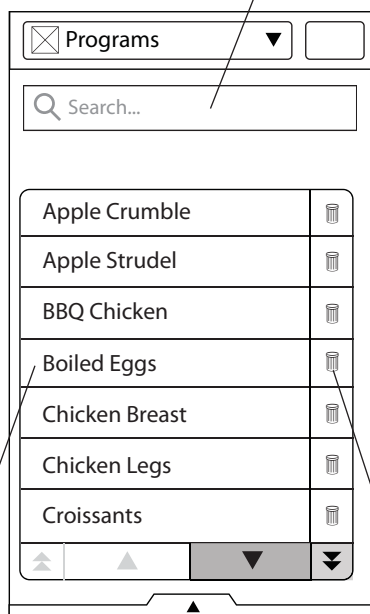 Programs
Search...
Apple Crumble
Apple Strudel
BBQ Chicken
Boiled Eggs
Chicken Breast
Chicken Legs
Croissants